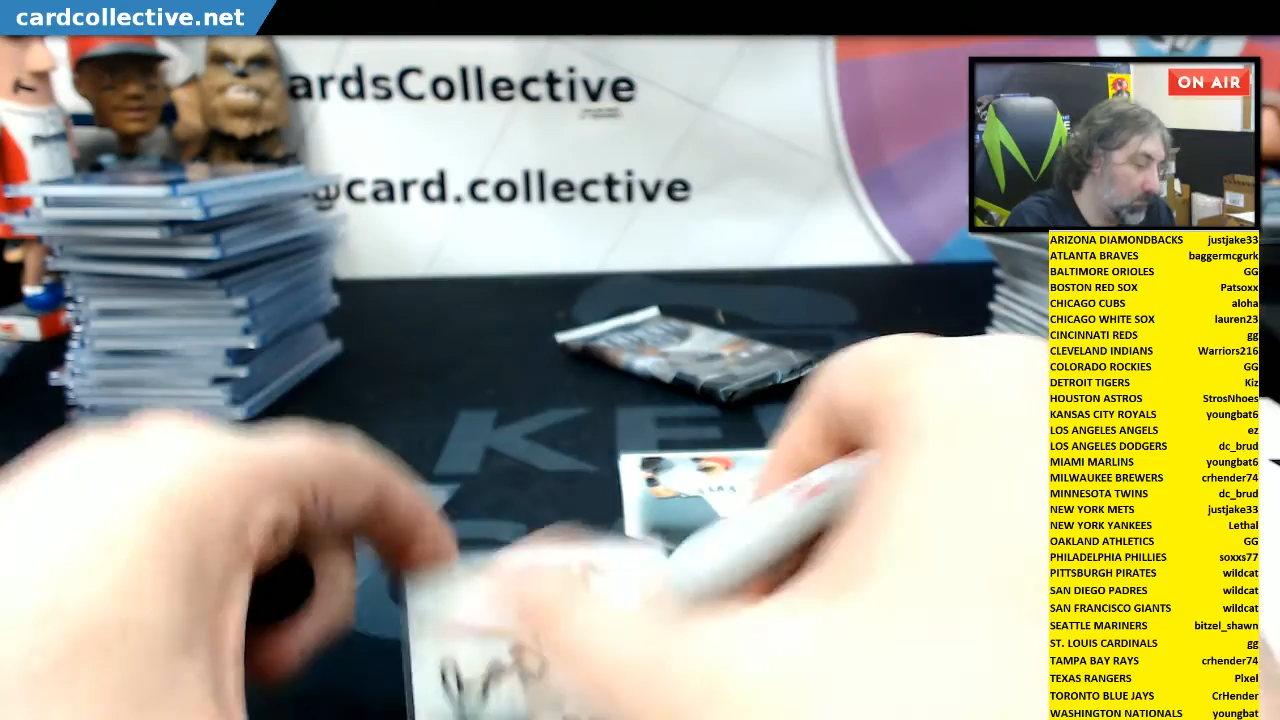 cardcollective.net
ardsCollective
@card.collective
ON AIR
ARIZONA DIAMONDBACKS justjake33
ATLANTA BRAVES baggermcgurk
BALTIMORE ORIOLES GG
BOSTON RED SOX Patsoxx
CHICAGO CUBS aloha
CHICAGO WHITE SOX lauren23
CINCINNATI REDS gg
CLEVELAND INDIANS Warriors216
COLORADO ROCKIES GG
DETROIT TIGERS Kiz
HOUSTON ASTROS StrosNhoes
KANSAS CITY ROYALS youngbat6
LOS ANGELES ANGELS ez
LOS ANGELES DODGERS dc_brud
MIAMI MARLINS youngbat6
MILWAUKEE BREWERS crhender74
MINNESOTA TWINS dc_brud
NEW YORK METS justjake33
NEW YORK YANKEES Lethal
OAKLAND ATHLETICS GG
PHILADELPHIA PHILLIES soxxs77
PITTSBURGH PIRATES wildcat
SAN DIEGO PADRES wildcat
SAN FRANCISCO GIANTS wildcat
SEATTLE MARINERS bitzel_shawn
ST. LOUIS CARDINALS gg
TAMPA BAY RAYS crhender74
TEXAS RANGERS Plxel
TORONTO BLUE JAYS CrHender
WASHINGTON NATIONALS youngbat